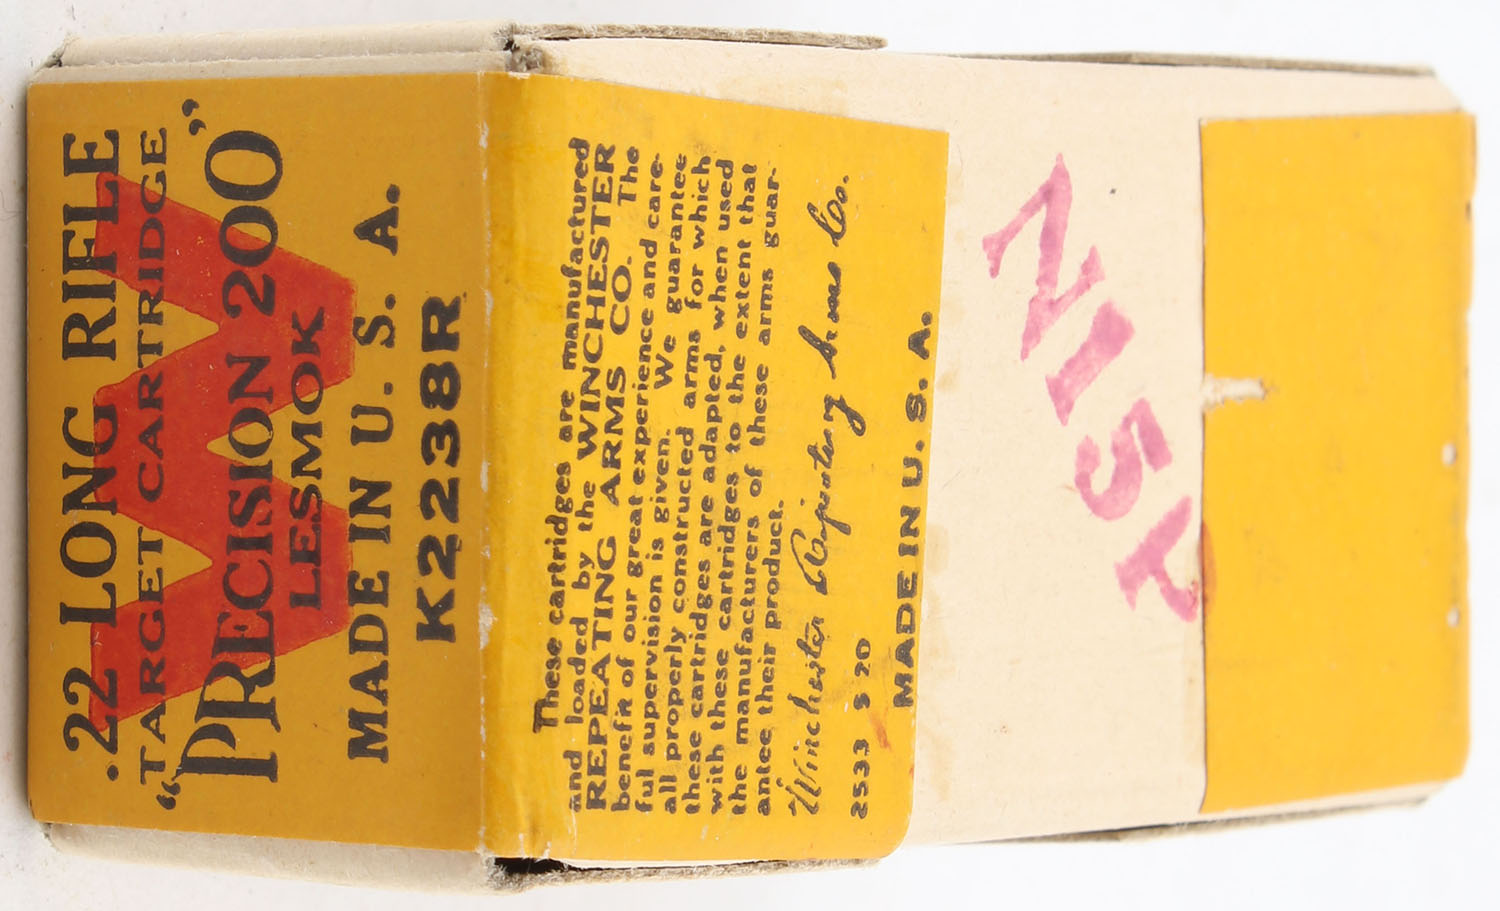 .22 LONG RIFLE
TARGET CARTRIDGE
“PRECISION 200”
LESMOK
MADE IN U. S. A.
K2238R
These cartridges are manufactured
and loaded by the WINCHESTER
REPEATING ARMS CO. The
benefit of our great experience and care-
ful supervision is given. We guarantee
all properly constructed arms for which
these cartridges are adapted, when used
with these cartridges to the extent that
the manufacturers of these arms guar-
antee their product.
Winchester Repeating Arms Co.
2533 S 20
MADE IN U. S. A.